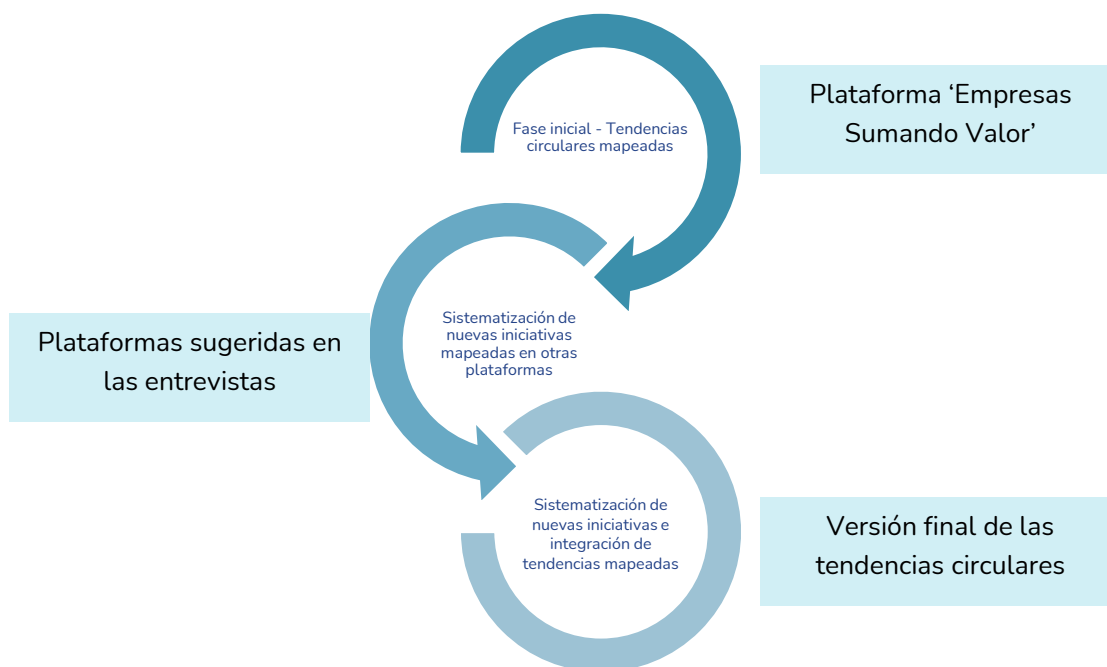 Fase inicial - Tendencias
circulares mapeadas
Plataforma ‘Empresas
Sumando Valor’
Sistematización de
nuevas iniciativas
mapeadas en otras
plataformas
Plataformas sugeridas en
las entrevistas
Sistematización de
nuevas iniciativas e
integración de
tendencias mapeadas
Versión final de las
tendencias circulares